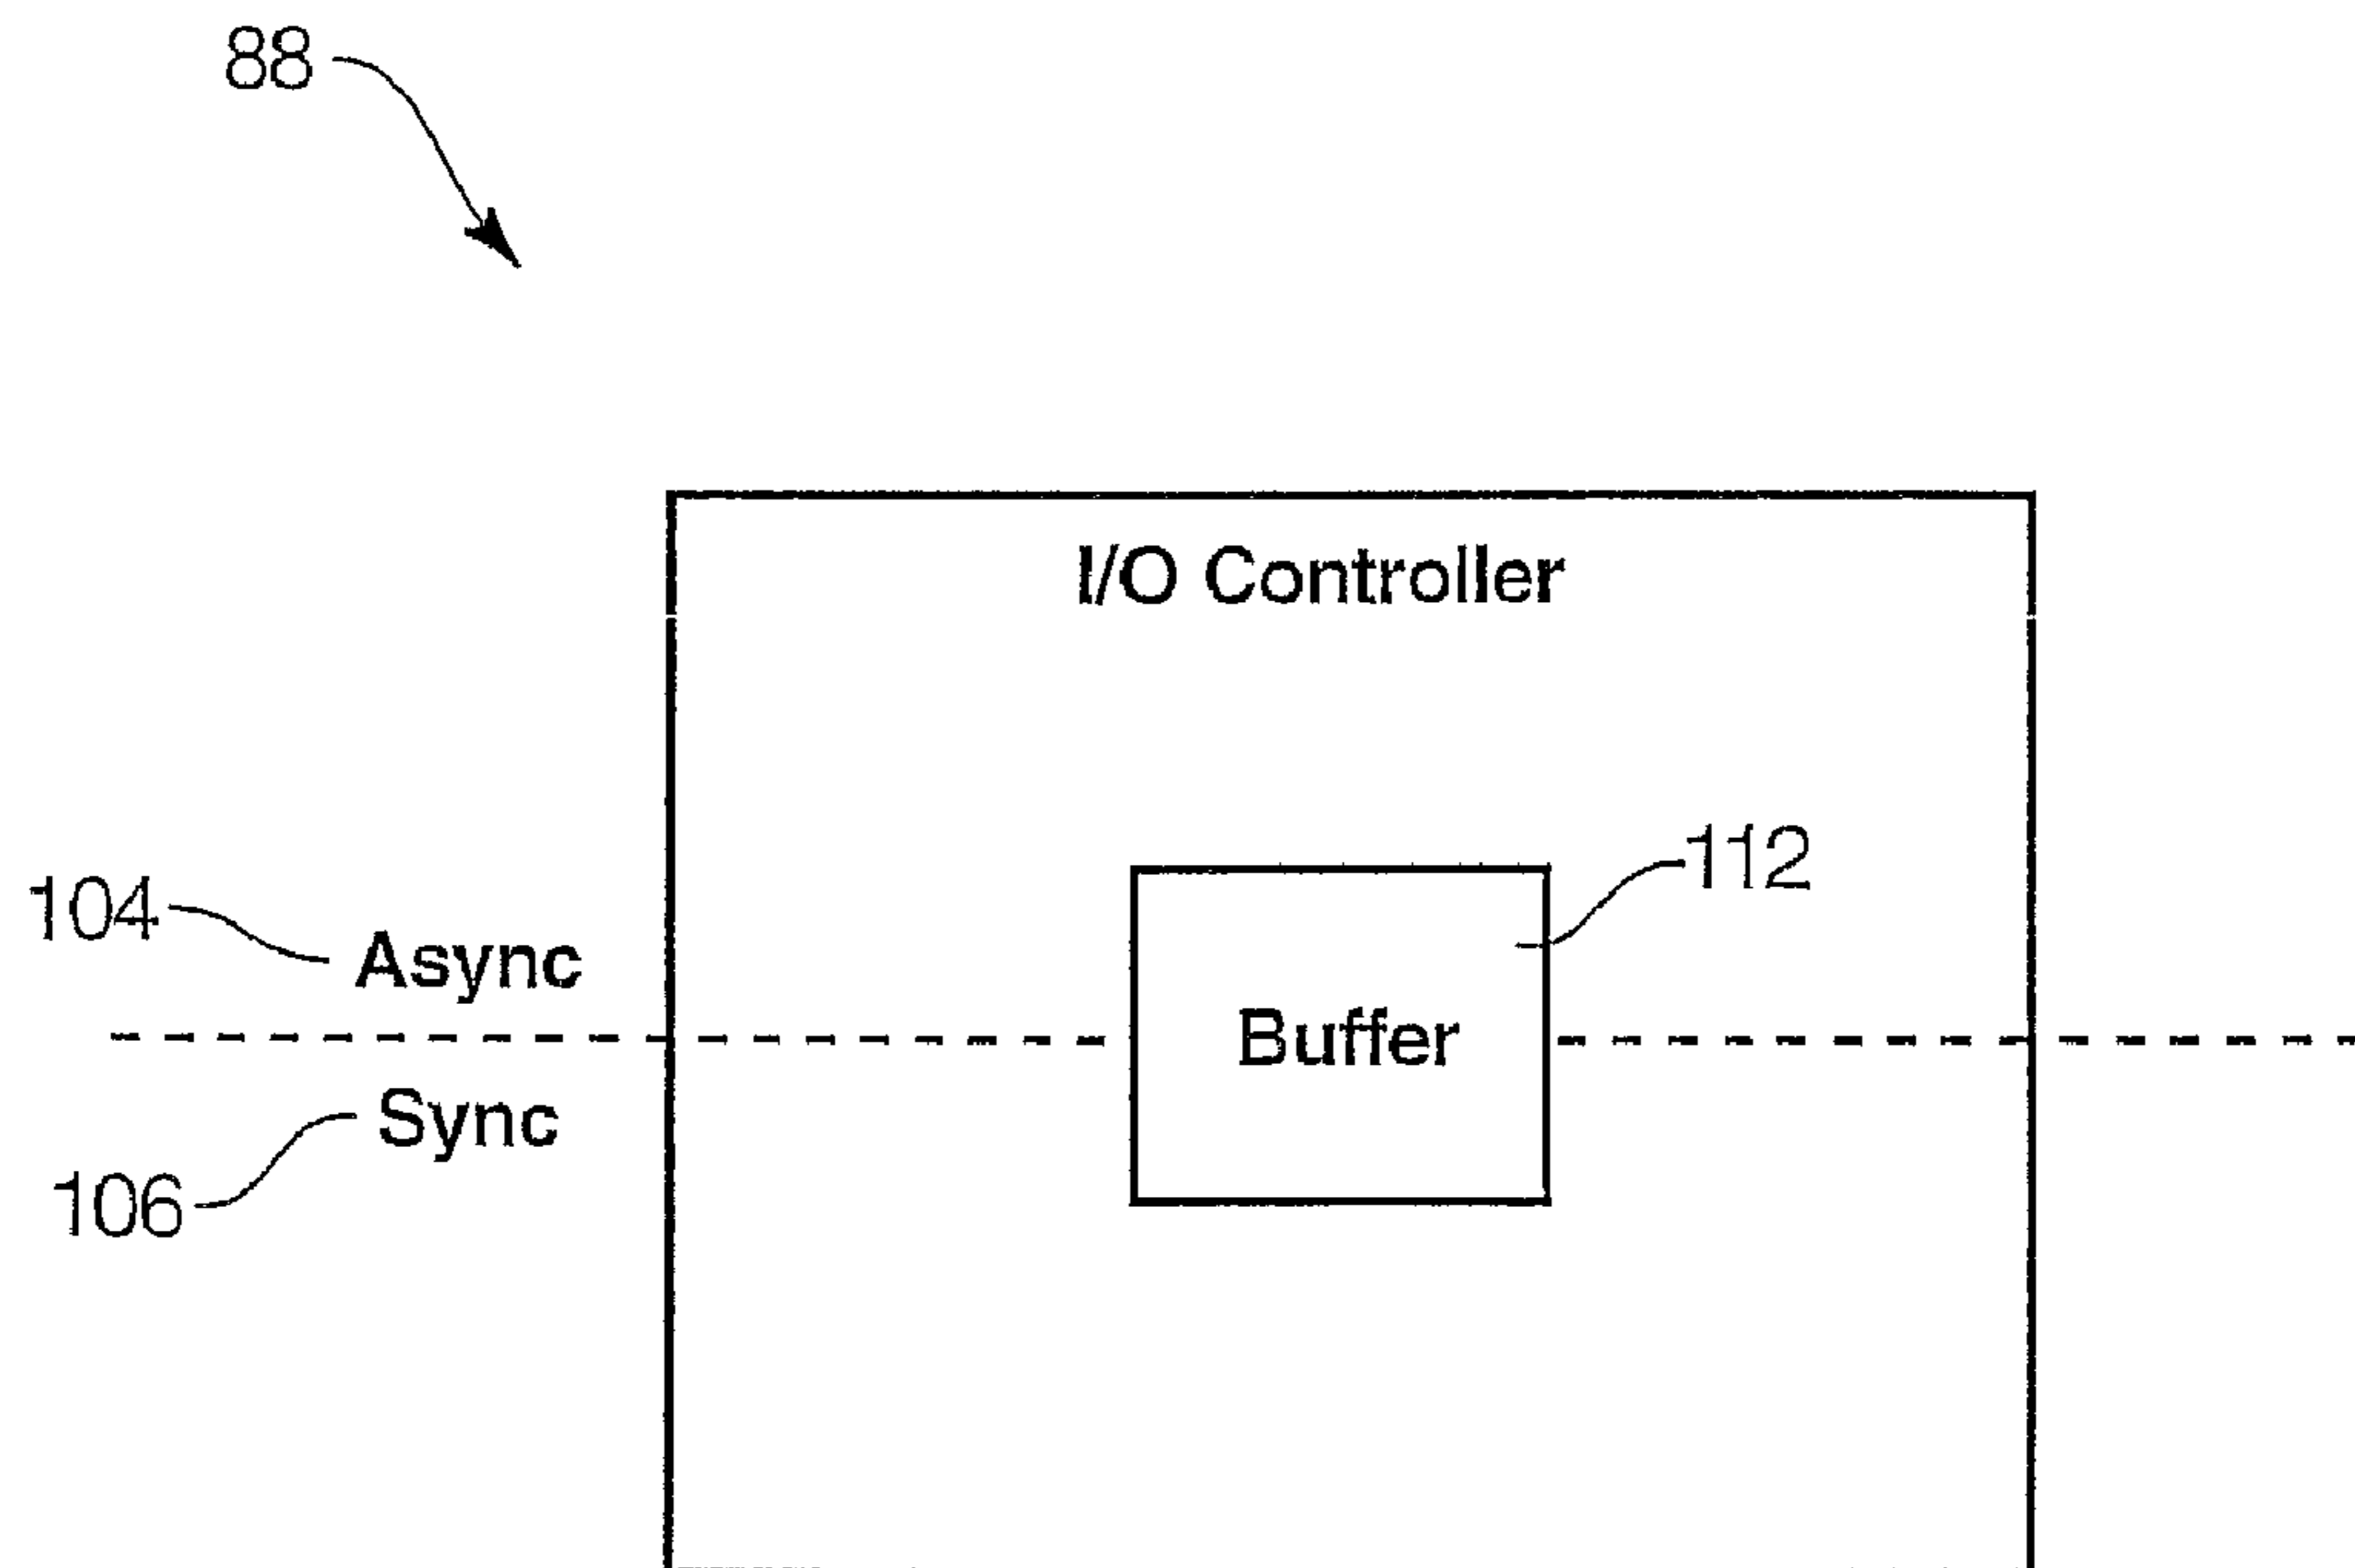 88
I/O Controller
112
104
Async
Buffer
Sync
106